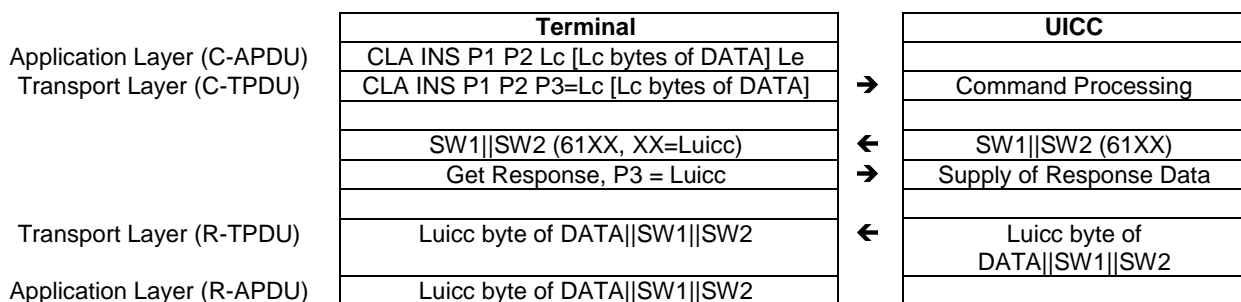 Terminal UICC
Application Layer (C-APDU) CLA INS P1 P2 Lc [Lc bytes of DATA] Le
Transport Layer (C-TPDU) CLA INS P1 P2 P3=Lc [Lc bytes of DATA] ➔ Command Processing
SW1||SW2 (61XX, XX=Luicc) ← SW1||SW2 (61XX)
Get Response, P3 = Luicc ➔ Supply of Response Data
Transport Layer (R-TPDU) Luicc byte of DATA||SW1||SW2 ← Luicc byte of
DATA||SW1||SW2
Application Layer (R-APDU) Luicc byte of DATA||SW1||SW2